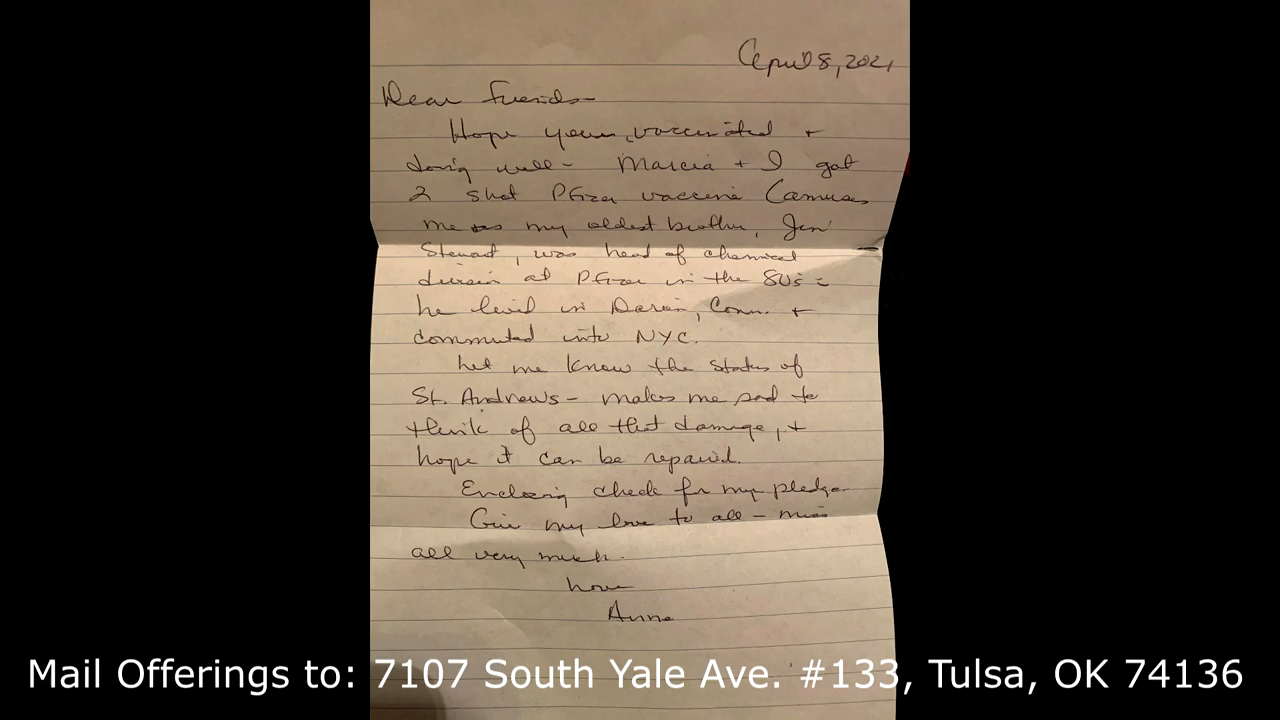 April 8, 2021
Dear Friends-
Hope you're vaccinated +
doing well - Marcia + I got
2 shot Pfizer vaccine (amuses
me as my oldest brother, Jim
Stewart, was head of chemical
division at Pfizer in the 80's -
he lived in Darien, Conn. +
commuted into NYC.
Let me know the status of
St. Andrews - makes me sad to
think of all that damage, +
hope it can be repaired.
Enclosing check for my pledge.
Give my love to all - miss
all very much.
Love
Anne
Mail Offerings to: 7107 South Yale Ave. #133, Tulsa, OK 74136